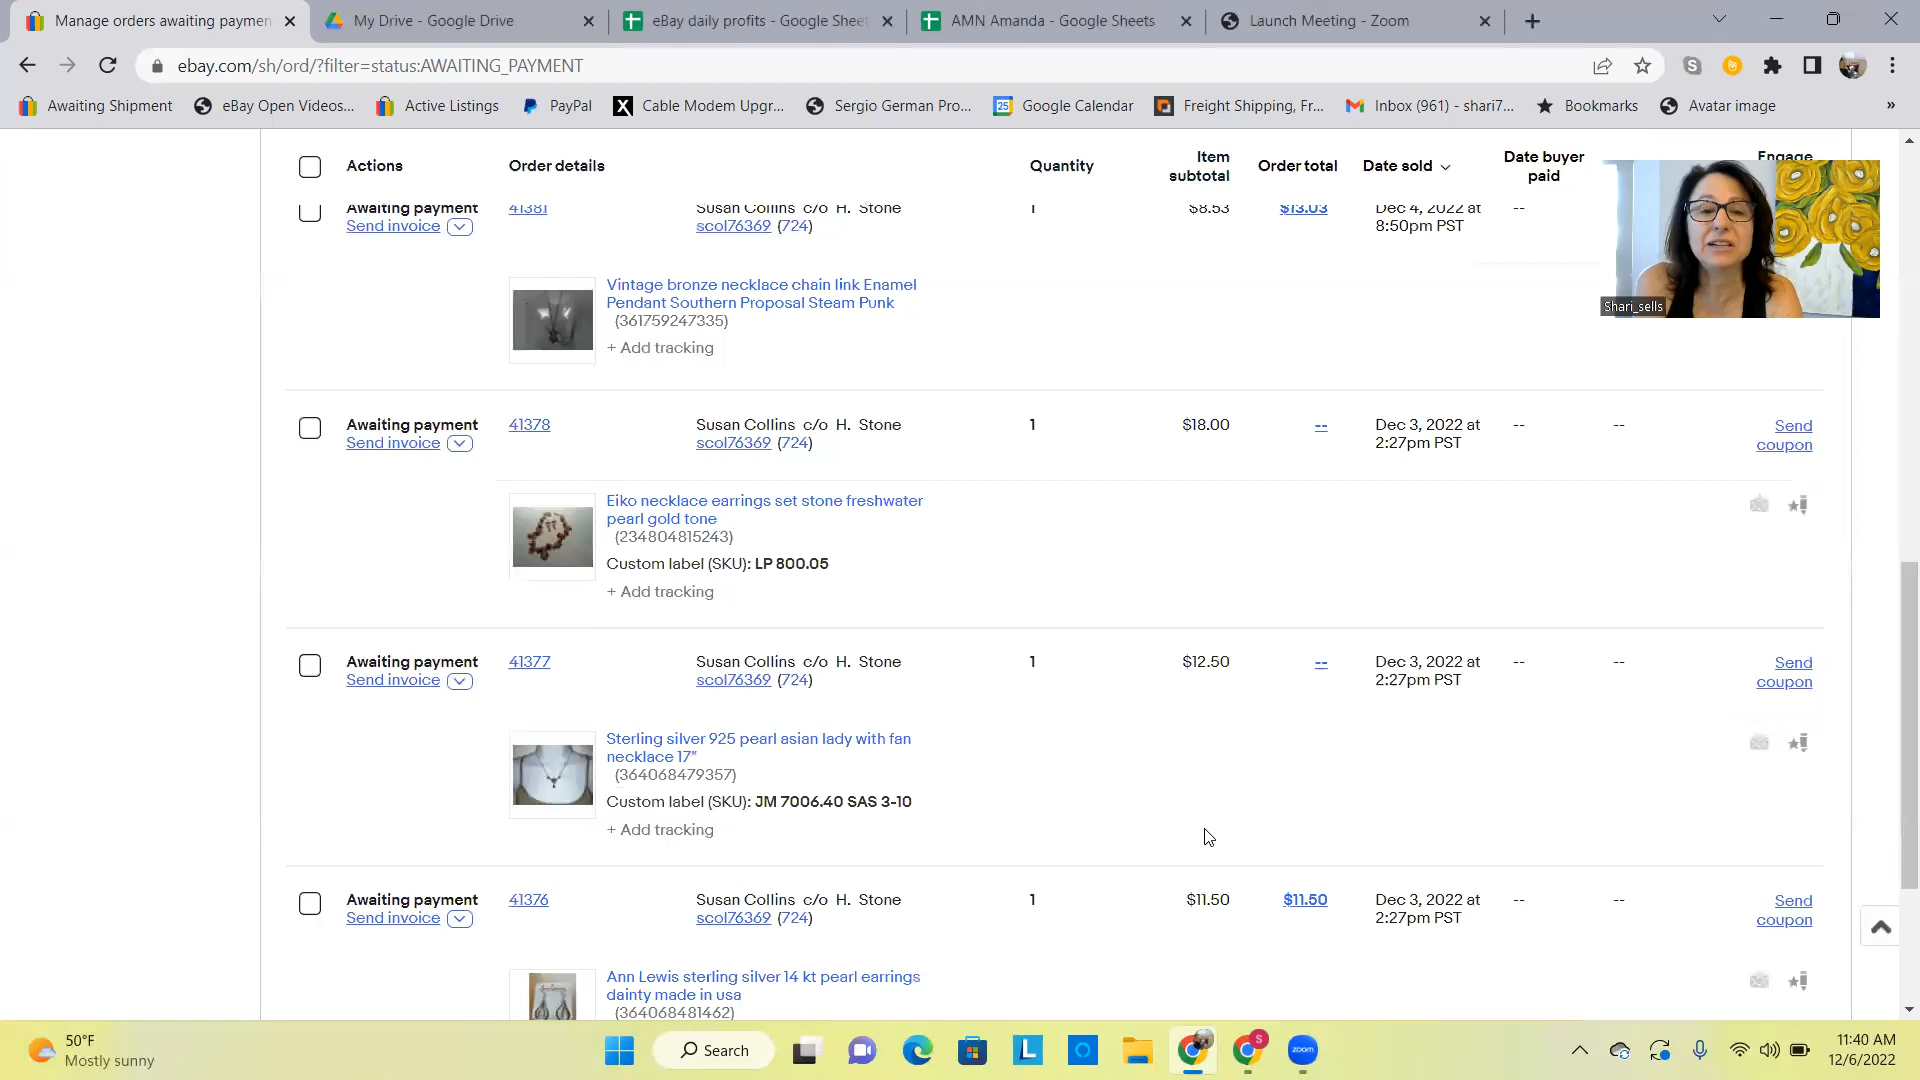 Manage orders awaiting paymen
My Drive - Google Drive
eBay daily profits - Google Sheet
AMN Amanda - Google Sheets
Launch Meeting - Zoom
ebay.com/sh/ord/?filter=status:AWAITING_PAYMENT
Awaiting Shipment
eBay Open Videos...
Active Listings
PayPal
Cable Modem Upgr...
Sergio German Pro...
Google Calendar
Freight Shipping, Fr...
Inbox (961) - shari7...
Bookmarks
Avatar image
Actions
Order details
Quantity
Item
subtotal
Order total
Date sold
Date buyer
paid
Engage
Awaiting payment
Send invoice
41381
Susan Collins c/o H. Stone
scol76369 (724)
1
$8.53
$13.03
Dec 4, 2022 at
8:50pm PST
--
Shari_sells
Vintage bronze necklace chain link Enamel
Pendant Southern Proposal Steam Punk
(361759247335)
+ Add tracking
Awaiting payment
Send invoice
41378
Susan Collins c/o H. Stone
scol76369 (724)
1
$18.00
--
Dec 3, 2022 at
2:27pm PST
--
--
Send
coupon
Eiko necklace earrings set stone freshwater
pearl gold tone
(234804815243)
Custom label (SKU): LP 800.05
+ Add tracking
Awaiting payment
Send invoice
41377
Susan Collins c/o H. Stone
scol76369 (724)
1
$12.50
--
Dec 3, 2022 at
2:27pm PST
--
--
Send
coupon
Sterling silver 925 pearl asian lady with fan
necklace 17"
(364068479357)
Custom label (SKU): JM 7006.40 SAS 3-10
+ Add tracking
Awaiting payment
Send invoice
41376
Susan Collins c/o H. Stone
scol76369 (724)
1
$11.50
$11.50
Dec 3, 2022 at
2:27pm PST
--
--
Send
coupon
Ann Lewis sterling silver 14 kt pearl earrings
dainty made in usa
(364068481462)
50°F
Mostly sunny
Search
zoom
11:40 AM
12/6/2022